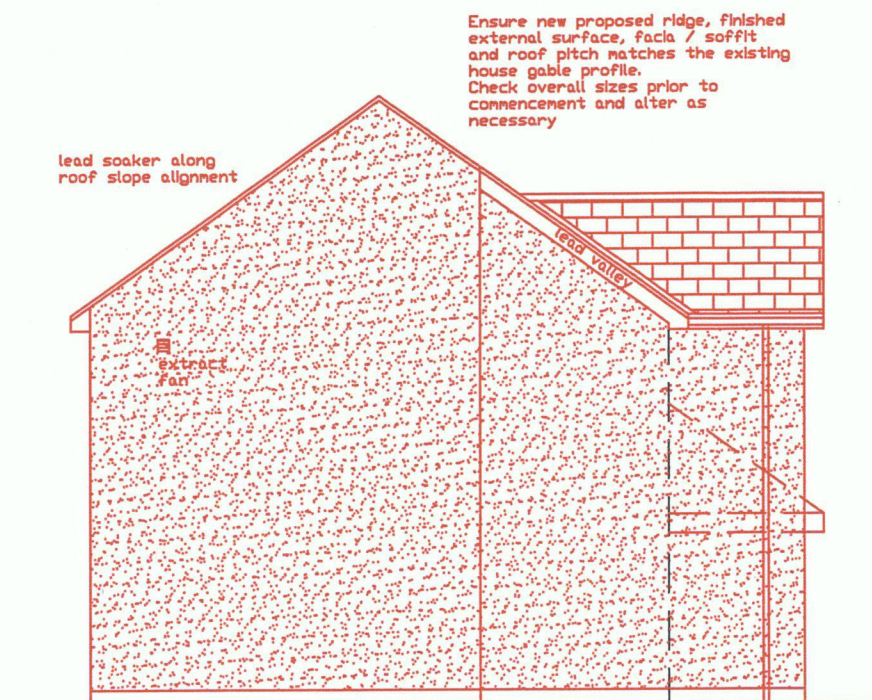 Ensure new proposed ridge, finished
external surface, facia / soffit
and roof pitch matches the existing
house gable profile.
Check overall sizes prior to
commencement and alter as
necessary
lead soaker along
roof slope alignment
lead valley
extract
fan